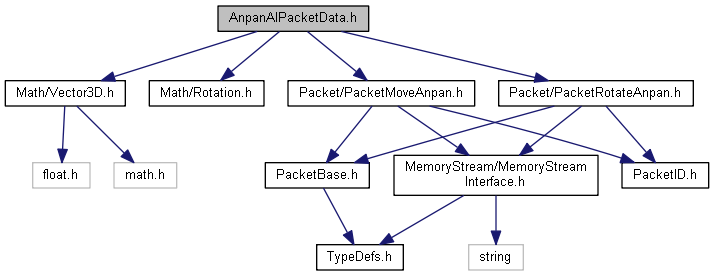 AnpanAIPacketData.h
Math/Vector3D.h
Math/Rotation.h
Packet/PacketMoveAnpan.h
Packet/PacketRotateAnpan.h
float.h
math.h
PacketBase.h
MemoryStream/MemoryStream
Interface.h
PacketID.h
TypeDefs.h
string